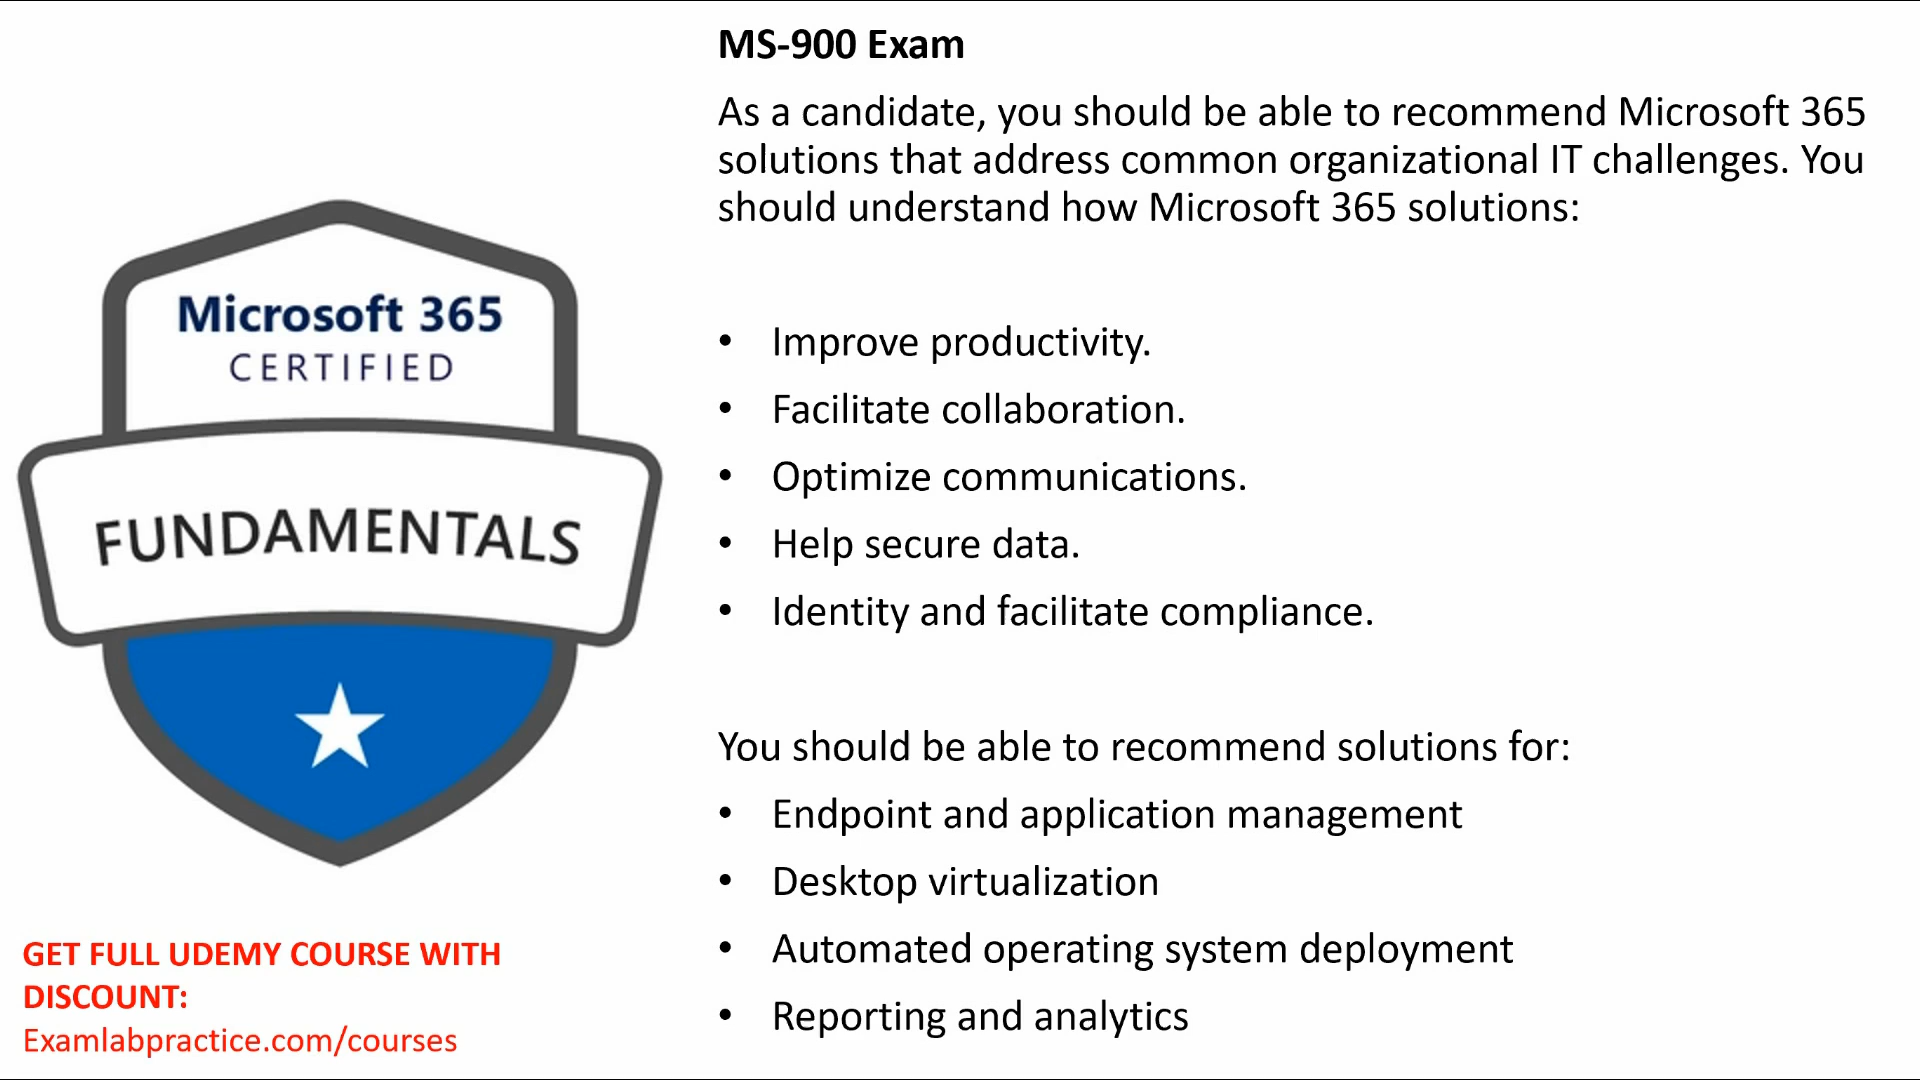 MS-900 Exam
As a candidate, you should be able to recommend Microsoft 365
solutions that address common organizational IT challenges. You
should understand how Microsoft 365 solutions:
• Improve productivity.
• Facilitate collaboration.
• Optimize communications.
• Help secure data.
• Identity and facilitate compliance.
You should be able to recommend solutions for:
• Endpoint and application management
• Desktop virtualization
• Automated operating system deployment
• Reporting and analytics
Microsoft 365
CERTIFIED
FUNDAMENTALS
GET FULL UDEMY COURSE WITH
DISCOUNT:
Examlabpractice.com/courses